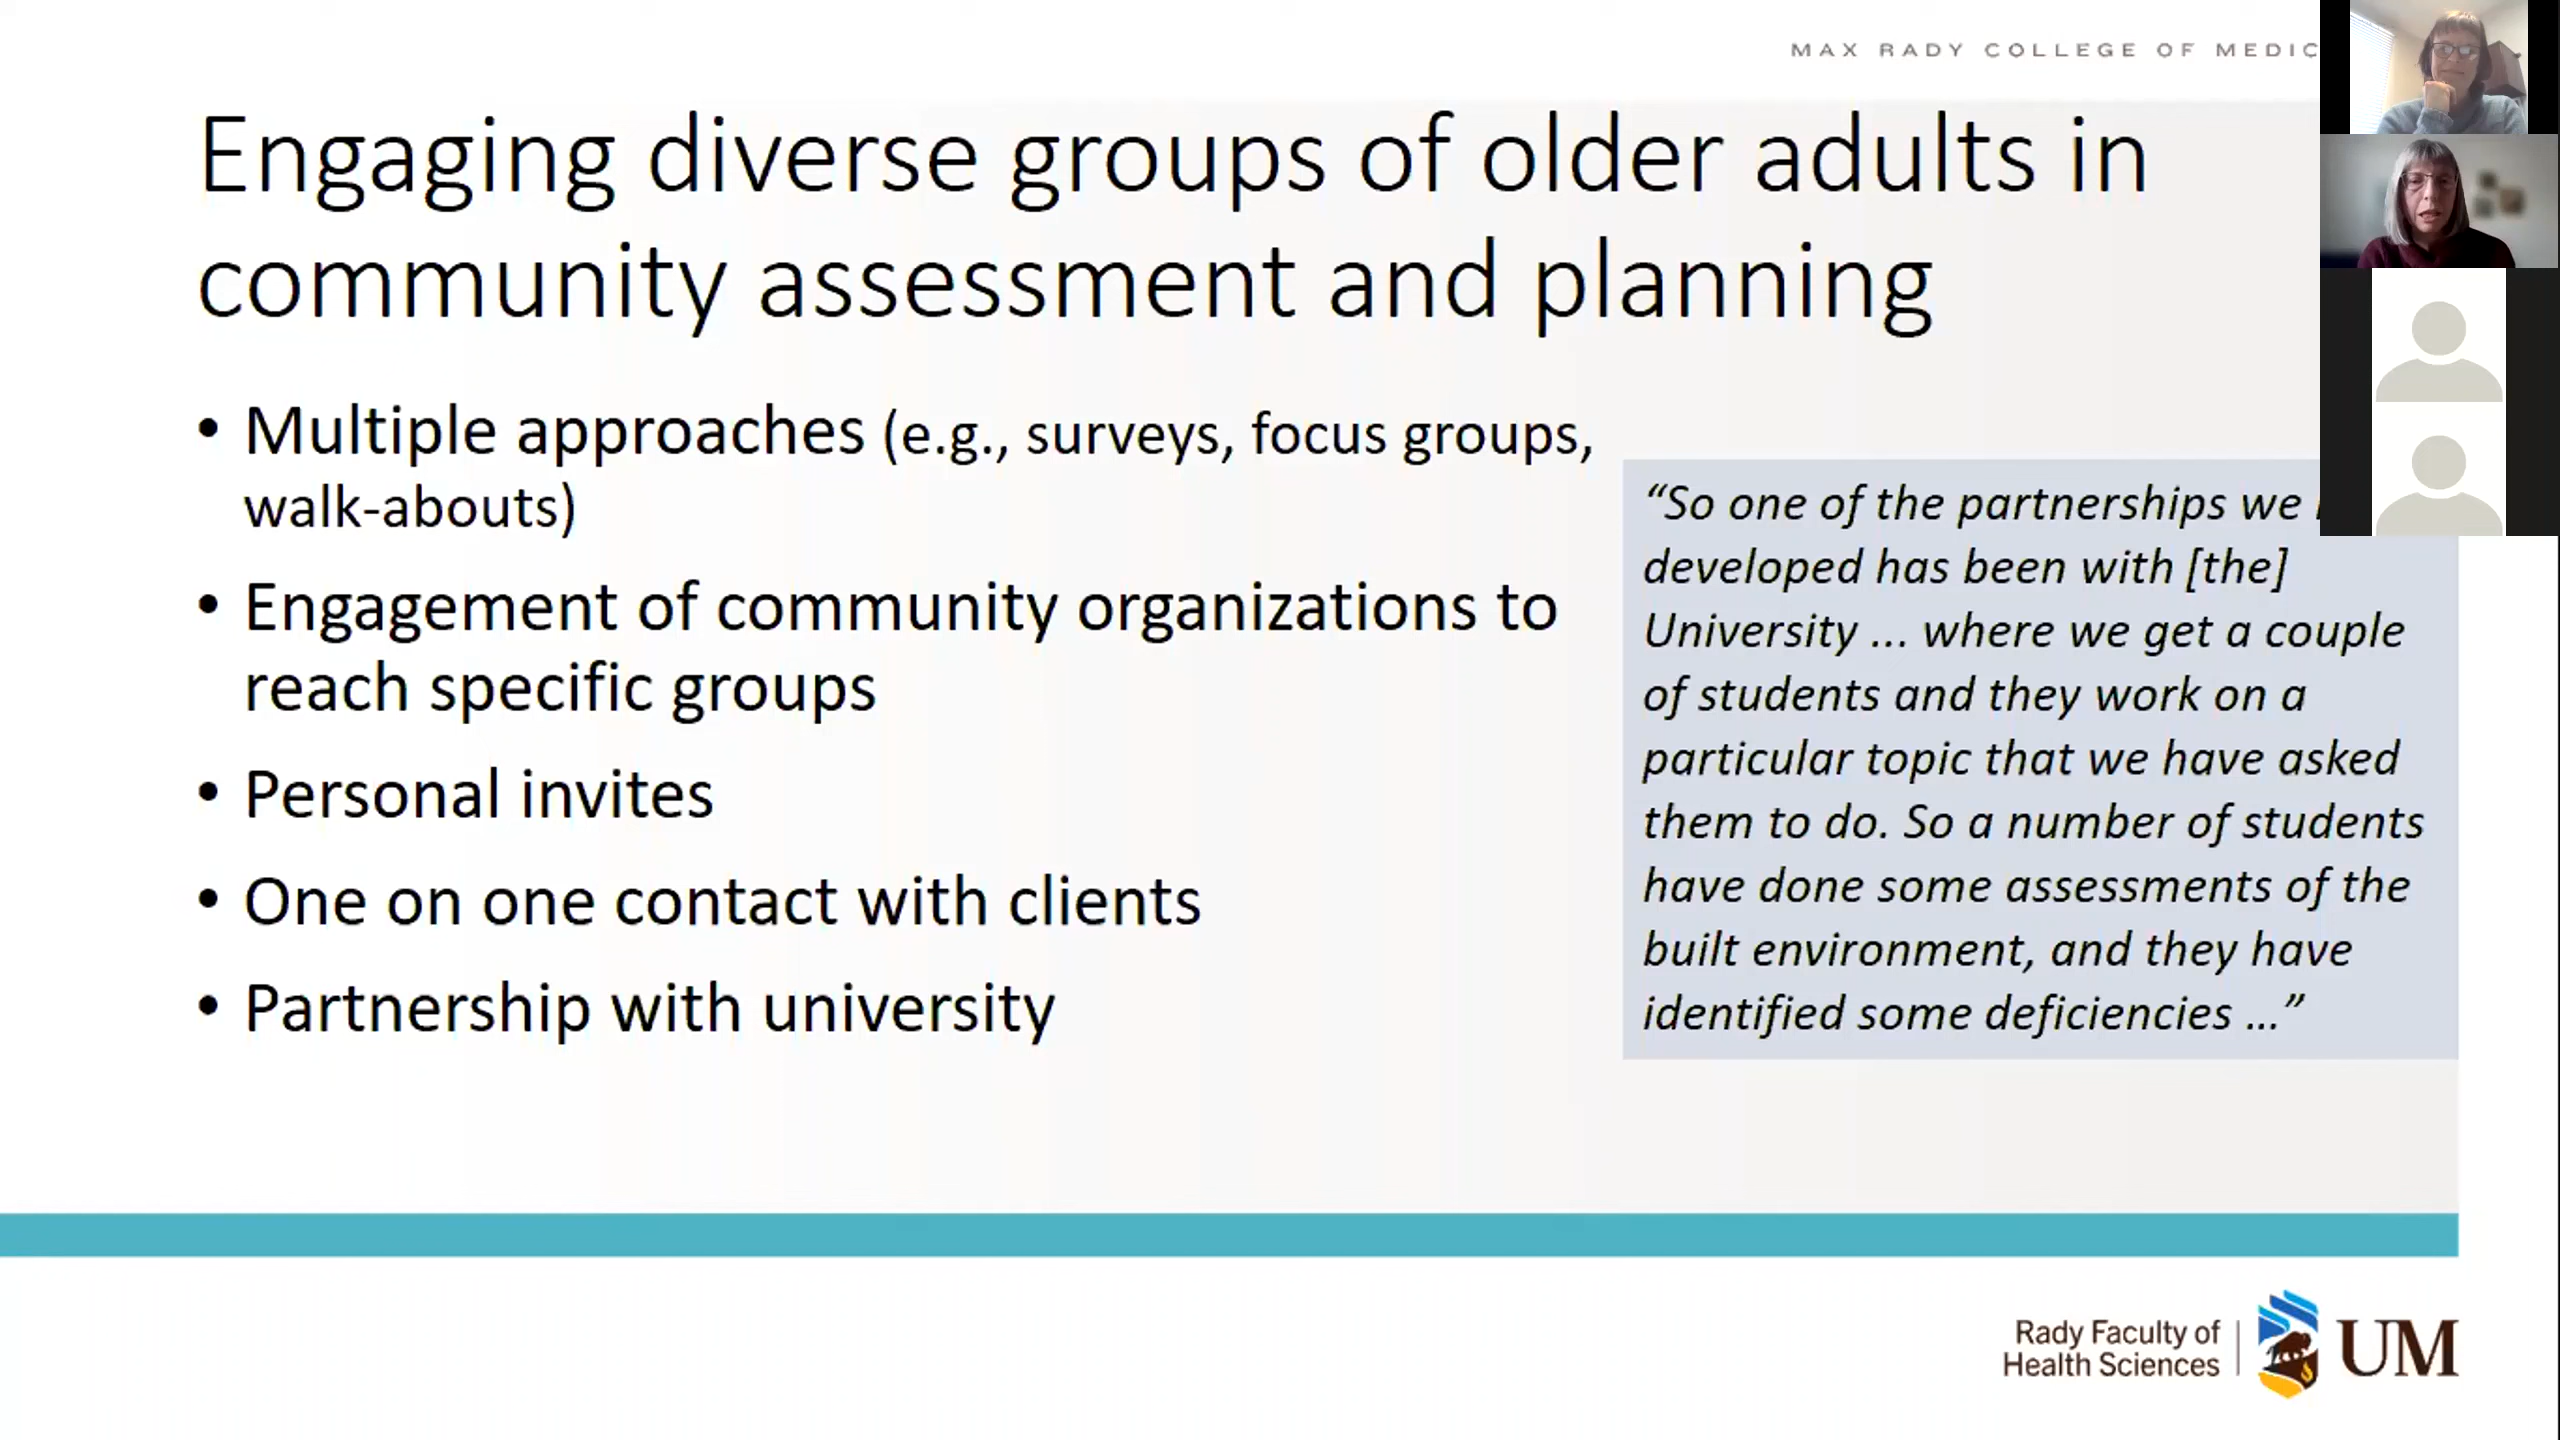 MAX RADY COLLEGE OF
Engaging diverse groups of older adults in
community assessment and planning
• Multiple approaches (e.g., surveys, focus groups,
walk-abouts)
• Engagement of community organizations to
reach specific groups
• Personal invites
• One on one contact with clients
• Partnership with university
“So one of the partnerships we
developed has been with [the]
University ... where we get a couple
of students and they work on a
particular topic that we have asked
them to do. So a number of students
have done some assessments of the
built environment, and they have
identified some deficiencies ...”
Rady Faculty of
Health Sciences
UM